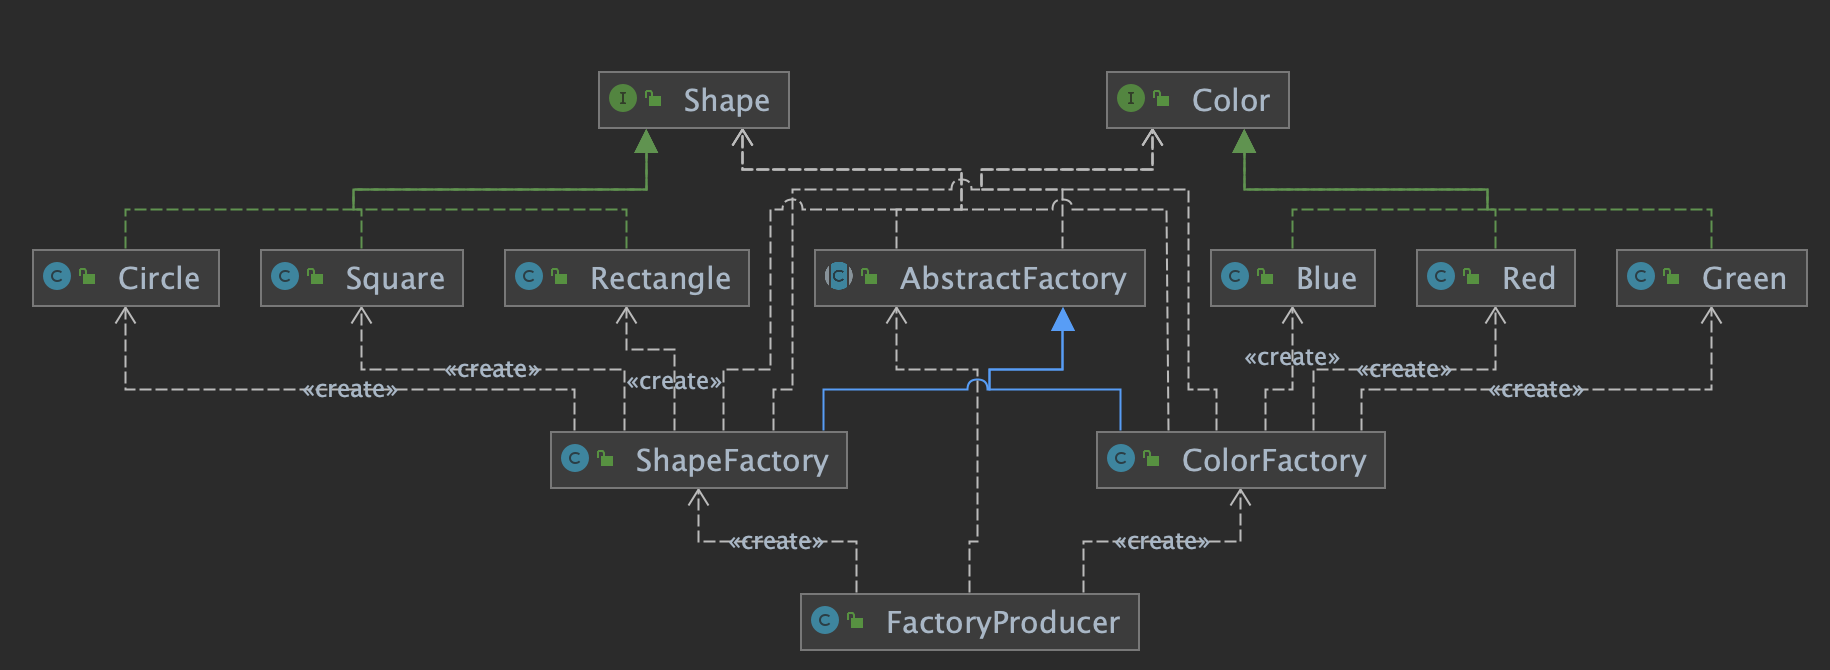 Shape
Color
Circle
Square
Rectangle
AbstractFactory
Blue
Red
Green
«create»
«create»
«create»
«create»
«create»
«create»
ShapeFactory
ColorFactory
«create»
«create»
FactoryProducer